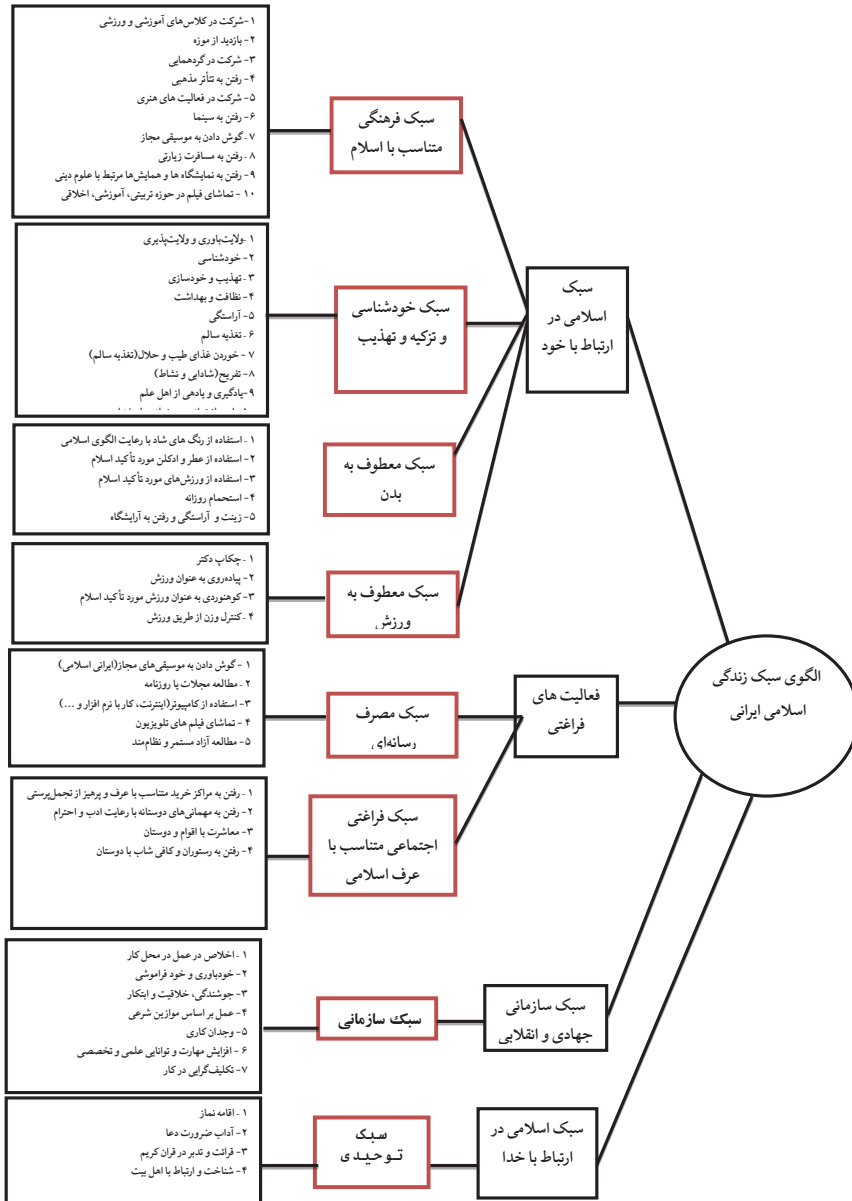 الگوی سبک زندگی
اسلامی ایرانی
سبک
اسلامی در
ارتباط با خود
سبک فرهنگی
متناسب با اسلام
۱-شرکت در کلاس‌های آموزشی و ورزشی
۲- بازدید از موزه
۳- شرکت در گردهمایی
۴- رفتن به تئأتر مذهبی
۵- شرکت در فعالیت های هنری
۶- رفتن به سینما
۷ - گوش دادن به موسیقی مجاز
۸ - رفتن به مسافرت زیارتی
۹- رفتن به نمایشگاه ها و همایش‌ها مرتبط با علوم دینی
۱۰ - تماشای فیلم در حوزه تربیتی، آموزشی، اخلاقی
سبک خودشناسی
و تزکیه و تهذیب
۱ -ولایت‌باوری و ولایت‌پذیری
۲- خودشناسی
۳ - تهذیب و خودسازی
۴- نظافت و بهداشت
۵- آراستگی
۶ - تغذیه سالم
۷ - خوردن غذای طیب و حلال(تغذیه سالم)
۸- تفریح(شادابی و نشاط)
۹-یادگیری و یادهی از اهل علم
سبک معطوف به
بدن
۱ - استفاده از رنگ های شاد با رعایت الگوی اسلامی
۲- استفاده از عطر و ادکلن مورد تأکید اسلام
۳- استفاده از ورزش‌های مورد تأکید اسلام
۴- استحمام روزانه
۵- زینت و آراستگی و رفتن به آرایشگاه
سبک معطوف به
ورزش
۱ - چکاپ دکتر
۲- پیاده‌روی به عنوان ورزش
۳- کوهنوردی به عنوان ورزش مورد تأکید اسلام
۴ - کنترل وزن از طریق ورزش
فعالیت های
فراغتی
سبک مصرف
رسانه‌ای
۱ - گوش دادن به موسیقی‌های مجاز(ایرانی اسلامی)
۲ - مطالعه مجلات یا روزنامه
۳- استفاده از کامپیوتر(اینترنت، کار با نرم افزار و ...)
۴ - تماشای فیلم های تلویزیون
۵- مطالعه آزاد مستمر و نظام‌مند
سبک فراغتی
اجتماعی متناسب با
عرف اسلامی
۱ - رفتن به مراکز خرید متناسب با عرف و پرهیز از تجمل‌پرستی
۲- رفتن به مهمانی‌های دوستانه با رعایت ادب و احترام
۳- معاشرت با اقوام و دوستان
۴- رفتن به رستوران و کافی شاب با دوستان
سبک سازمانی
جهادی و انقلابی
سبک سازمانی
۱ - اخلاص در عمل در محل کار
۲- خودباوری و خود فراموشی
۳- جوشندگی، خلاقیت و ابتکار
۴- عمل بر اساس موازین شرعی
۵- وجدان کاری
۶ - افزایش مهارت و توانایی علمی و تخصصی
۷- تکلیف‌گرایی در کار
سبک اسلامی در
ارتباط با خدا
سبک
توحیدی
۱ - اقامه نماز
۲- آداب ضرورت دعا
۳- قرائت و تدبر در قران کریم
۴- شناخت و ارتباط با اهل بیت